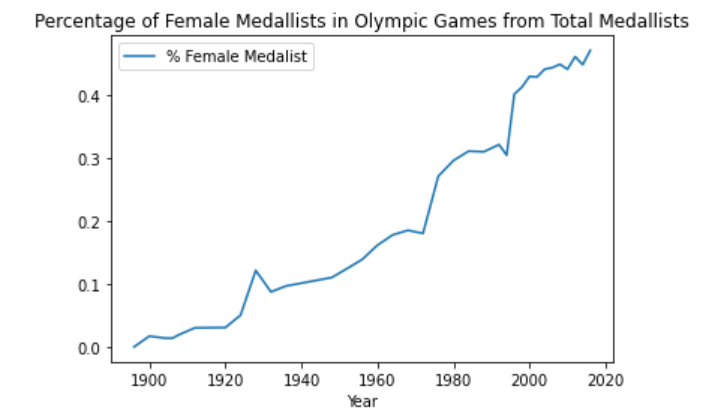 Percentage of Female Medallists in Olympic Games from Total Medallists
% Female Medalist
0.4
0.3
0.2
0.1
0.0
1900 1920 1940 1960 1980 2000 2020
Year